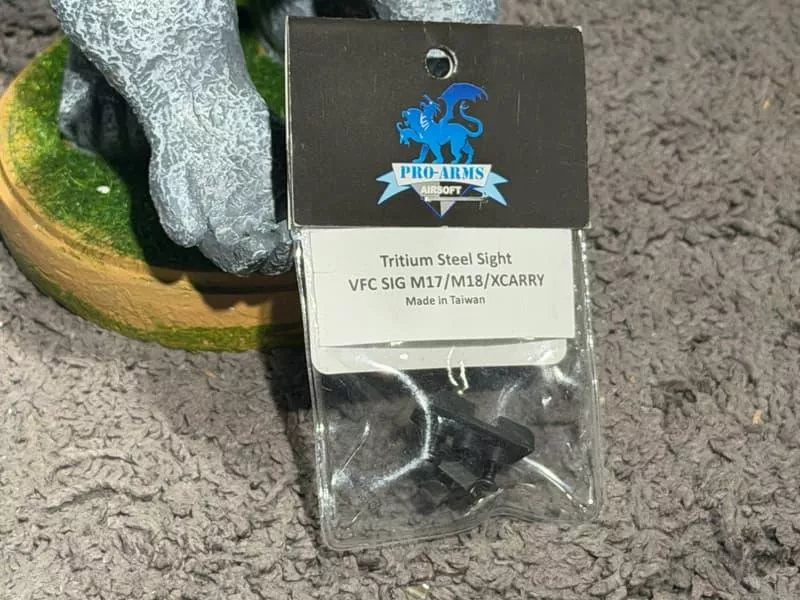 PRO-ARMS
AIRSOFT
Tritium Steel Sight
VFC SIG M17/M18/XCARRY
Made in Taiwan